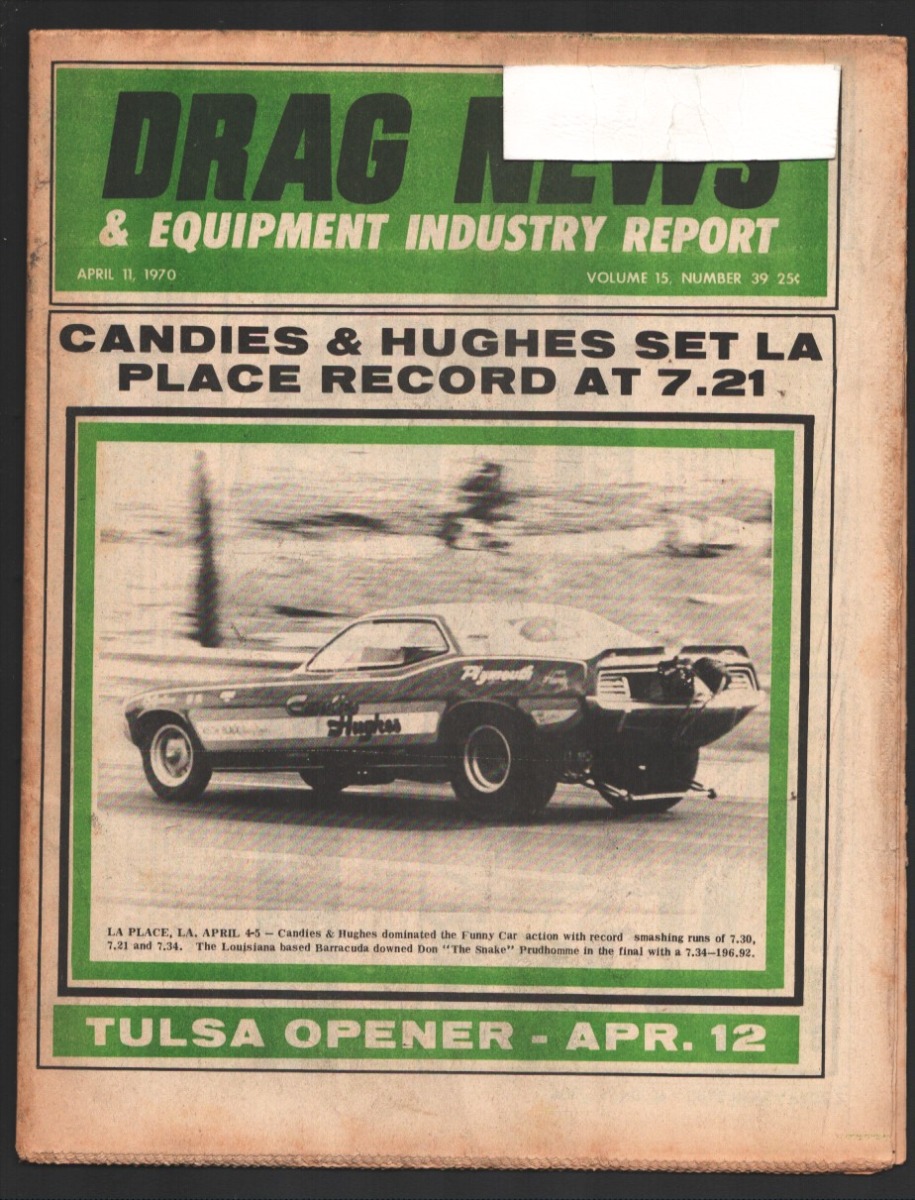 DRAG NEWS
& EQUIPMENT INDUSTRY REPORT
APRIL 11, 1970 VOLUME 15, NUMBER 39 25¢
CANDIES & HUGHES SET LA
PLACE RECORD AT 7.21
Plymouth
Candies
Hughes
LA PLACE, LA, APRIL 4-5 — Candies & Hughes dominated the Funny Car action with record smashing runs of 7.30,
7.21 and 7.34. The Louisiana based Barracuda downed Don "The Snake" Prudhomme in the final with a 7.34—196.92.
TULSA OPENER - APR. 12